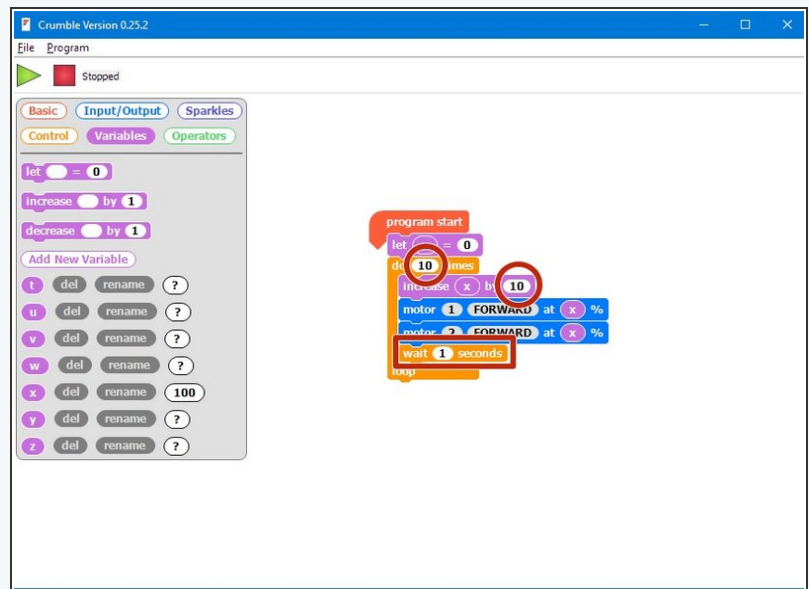 Crumble Version 0.25.2
File Program
Stopped
Basic Input/Output Sparkles
Control Variables Operators
let = 0
increase by 1
decrease by 1
Add New Variable
t del rename ?
u del rename ?
v del rename ?
w del rename ?
x del rename 100
y del rename ?
z del rename ?
program start
let = 0
do 10 times
increase x by 10
motor 1 FORWARD at x %
motor 2 FORWARD at x %
wait 1 seconds
loop